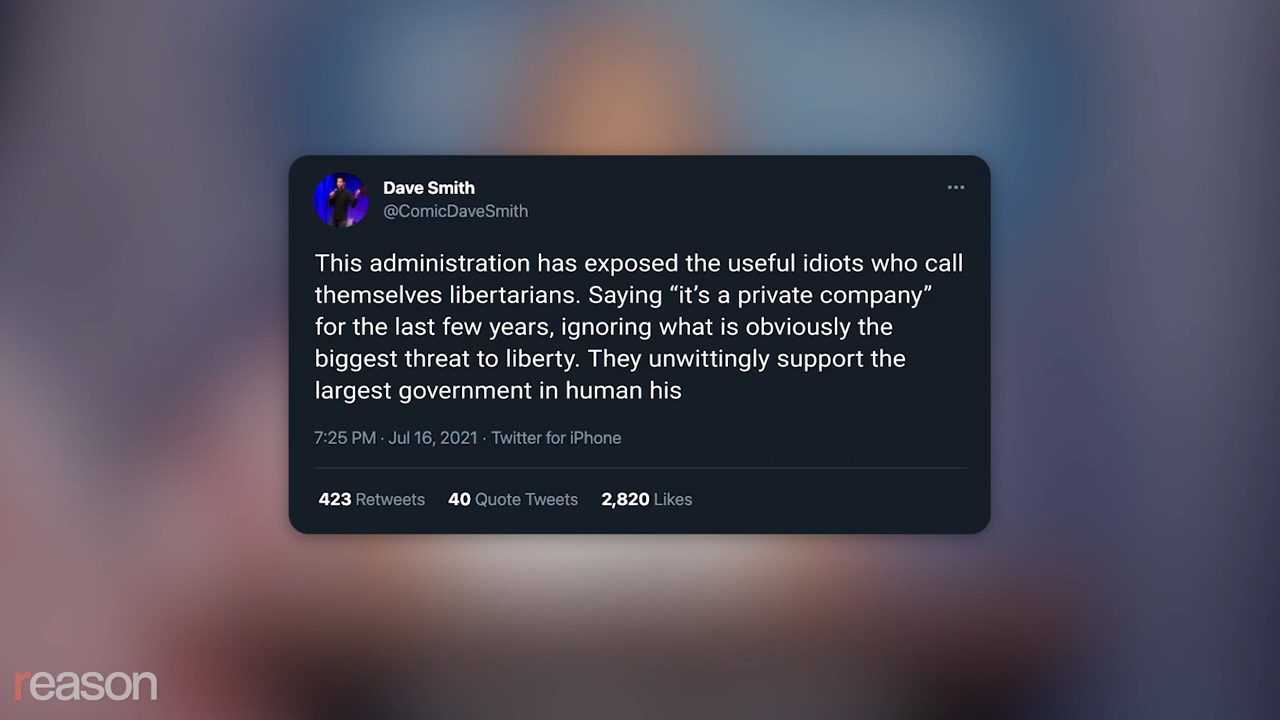 Dave Smith
@ComicDaveSmith
This administration has exposed the useful idiots who call
themselves libertarians. Saying “it’s a private company”
for the last few years, ignoring what is obviously the
biggest threat to liberty. They unwittingly support the
largest government in human his
7:25 PM · Jul 16, 2021 · Twitter for iPhone
423 Retweets 40 Quote Tweets 2,820 Likes
reason